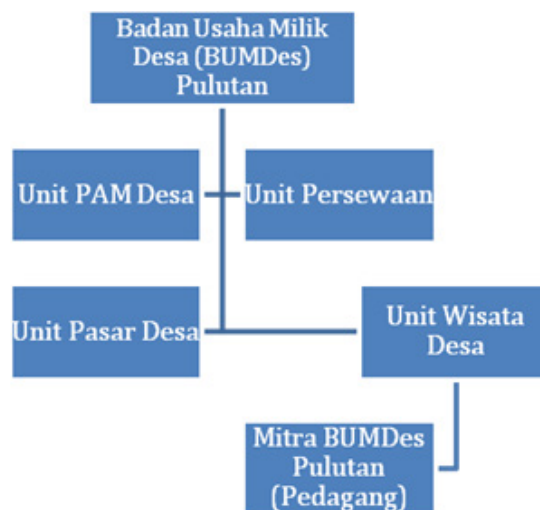 Badan Usaha Milik
Desa (BUMDes)
Pulutan
Unit PAM Desa
Unit Persewaan
Unit Pasar Desa
Unit Wisata
Desa
Mitra BUMDes
Pulutan
(Pedagang)